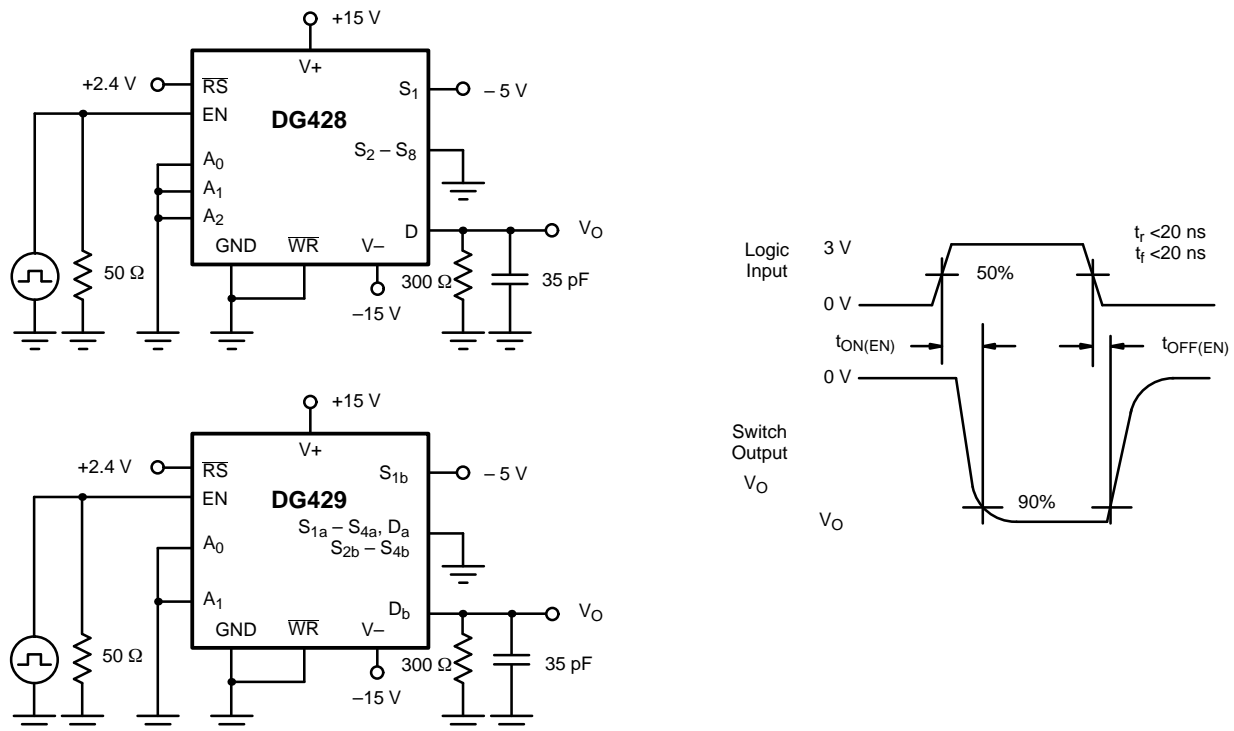 +15 V
V+
+2.4 V
RS
EN
DG428
S1
– 5 V
S2 – S8
A0
A1
A2
D
VO
GND
WR
V–
50 Ω
300 Ω
35 pF
–15 V
+15 V
V+
+2.4 V
RS
EN
DG429
S1b
– 5 V
S1a – S4a, Da
S2b – S4b
A0
A1
Db
VO
GND
WR
V–
50 Ω
300 Ω
35 pF
–15 V
Logic
Input
3 V
50%
tr <20 ns
tf <20 ns
0 V
tON(EN)
tOFF(EN)
0 V
Switch
Output
VO
90%
VO